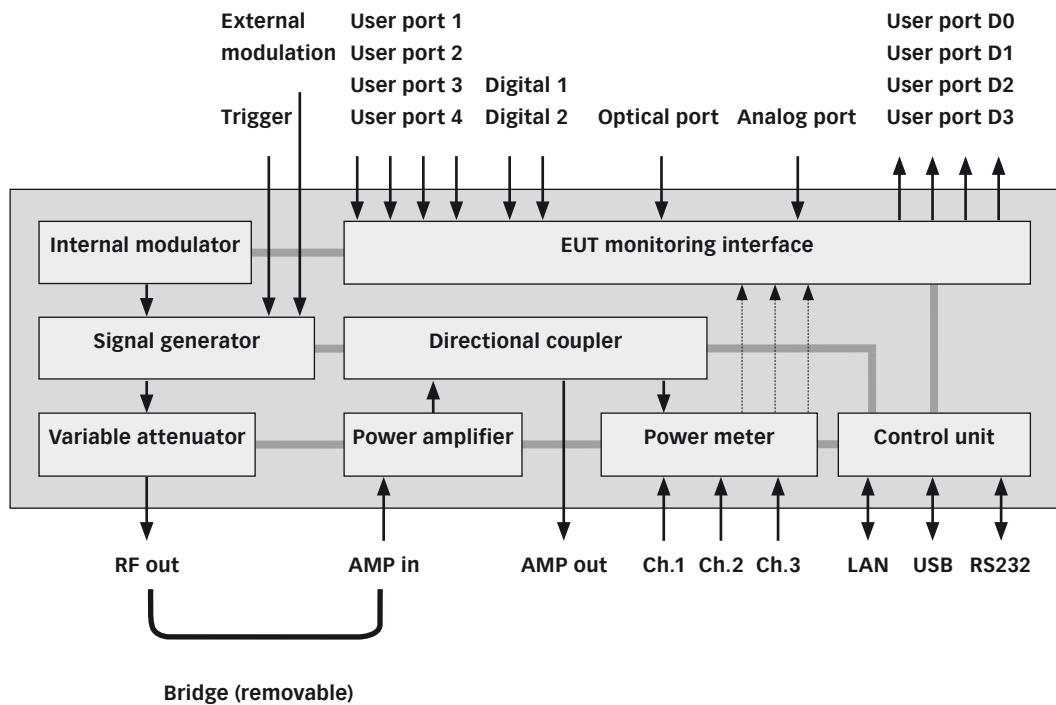 External
modulation
Trigger
User port 1
User port 2
User port 3
User port 4
Digital 1
Digital 2
Optical port
Analog port
User port D0
User port D1
User port D2
User port D3
Internal modulator
EUT monitoring interface
Signal generator
Directional coupler
Variable attenuator
Power amplifier
Power meter
Control unit
RF out
AMP in
AMP out
Ch.1
Ch.2
Ch.3
LAN
USB
RS232
Bridge (removable)